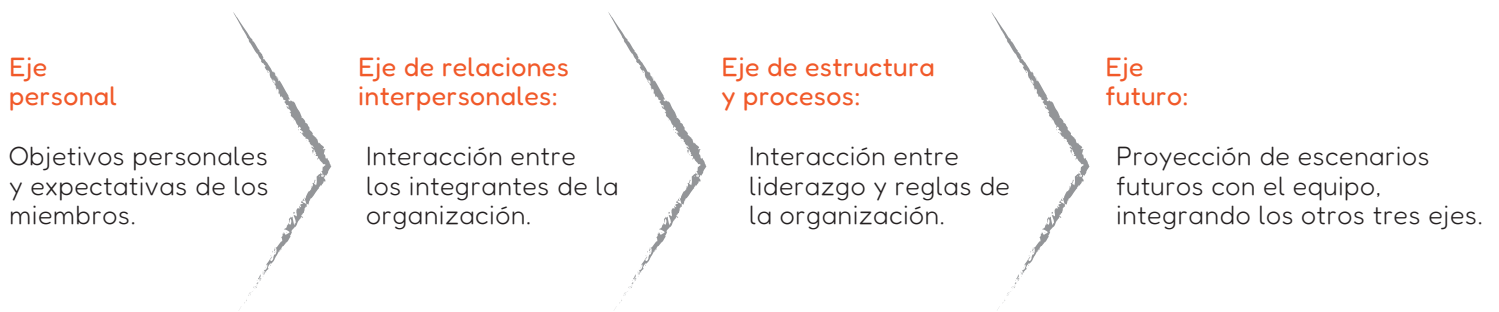 Eje
personal
Objetivos personales
y expectativas de los
miembros.
Eje de relaciones
interpersonales:
Interacción entre
los integrantes de la
organización.
Eje de estructura
y procesos:
Interacción entre
liderazgo y reglas de
la organización.
Eje
futuro:
Proyección de escenarios
futuros con el equipo,
integrando los otros tres ejes.